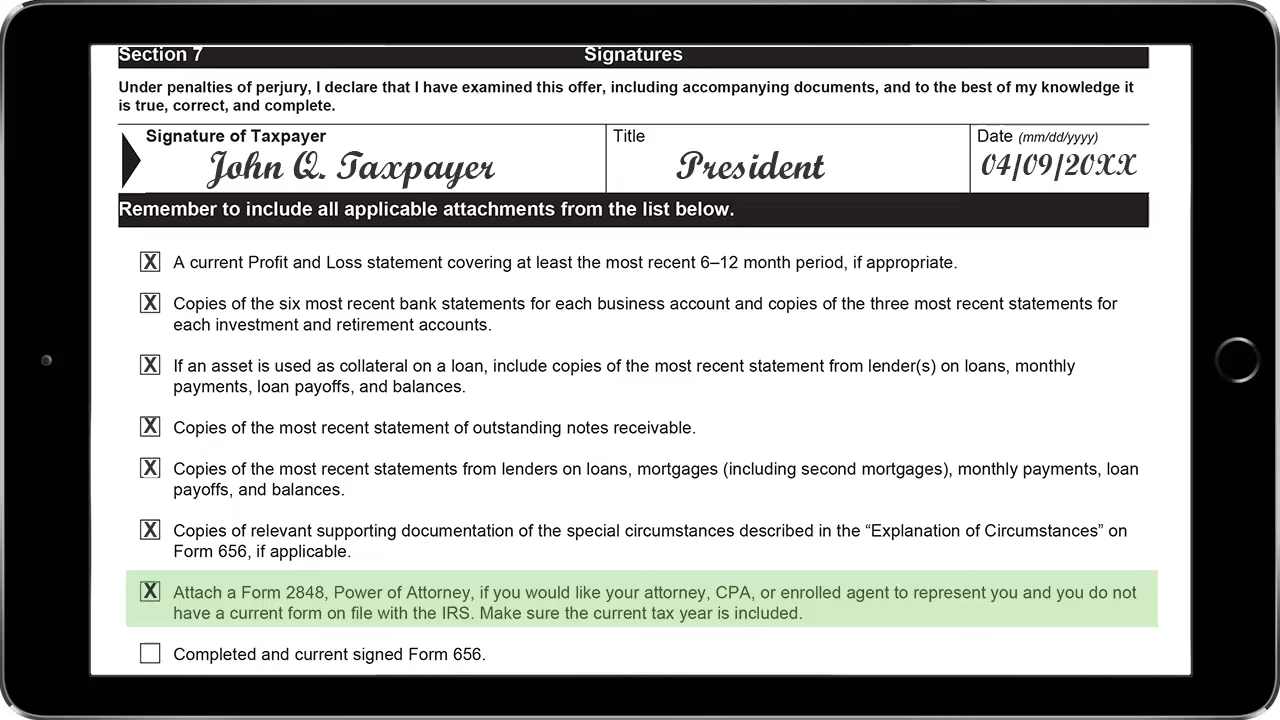 Section 7 Signatures
Under penalties of perjury, I declare that I have examined this offer, including accompanying documents, and to the best of my knowledge it
is true, correct, and complete.
Signature of Taxpayer Title Date (mm/dd/yyyy)
John Q. Taxpayer President 04/09/20XX
Remember to include all applicable attachments from the list below.
X A current Profit and Loss statement covering at least the most recent 6–12 month period, if appropriate.
X Copies of the six most recent bank statements for each business account and copies of the three most recent statements for
each investment and retirement accounts.
X If an asset is used as collateral on a loan, include copies of the most recent statement from lender(s) on loans, monthly
payments, loan payoffs, and balances.
X Copies of the most recent statement of outstanding notes receivable.
X Copies of the most recent statements from lenders on loans, mortgages (including second mortgages), monthly payments, loan
payoffs, and balances.
X Copies of relevant supporting documentation of the special circumstances described in the “Explanation of Circumstances” on
Form 656, if applicable.
X Attach a Form 2848, Power of Attorney, if you would like your attorney, CPA, or enrolled agent to represent you and you do not
have a current form on file with the IRS. Make sure the current tax year is included.
Completed and current signed Form 656.